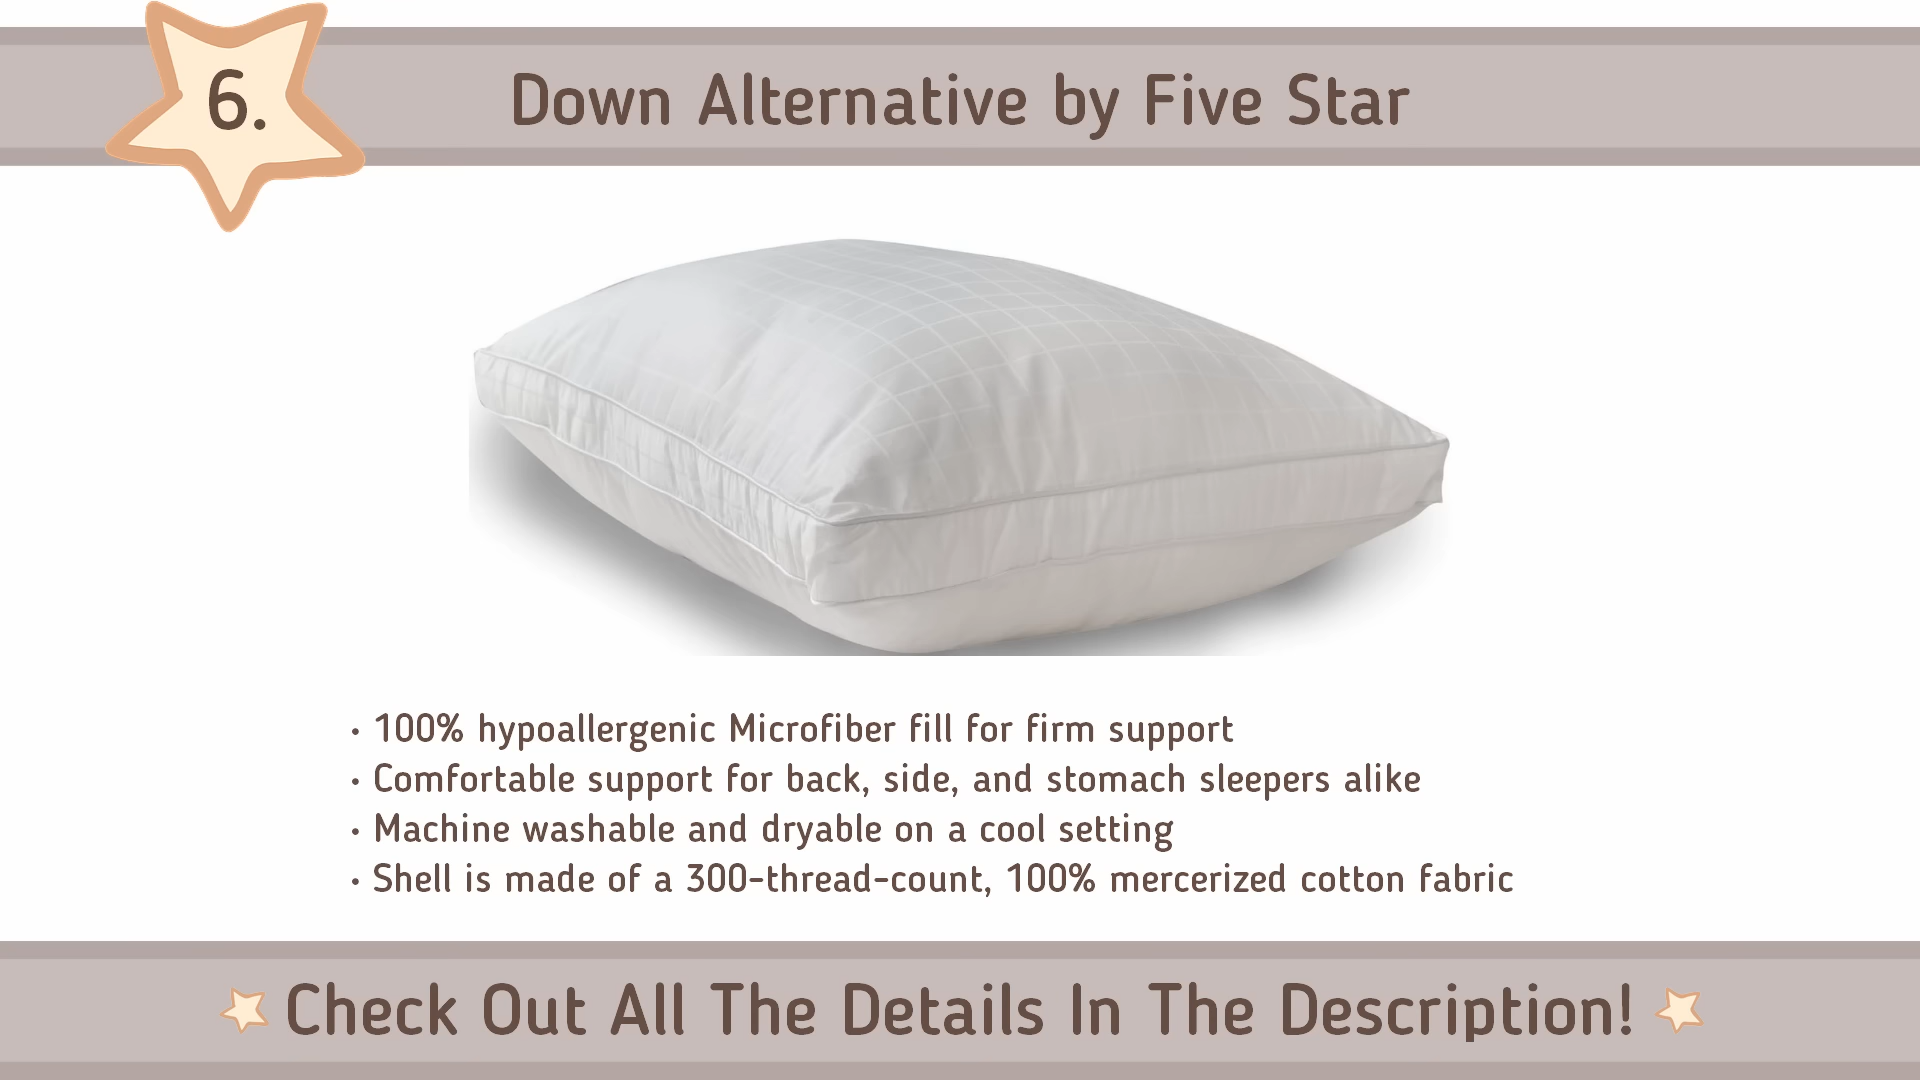 6.
Down Alternative by Five Star
• 100% hypoallergenic Microfiber fill for firm support
• Comfortable support for back, side, and stomach sleepers alike
• Machine washable and dryable on a cool setting
• Shell is made of a 300-thread-count, 100% mercerized cotton fabric
Check Out All The Details In The Description!